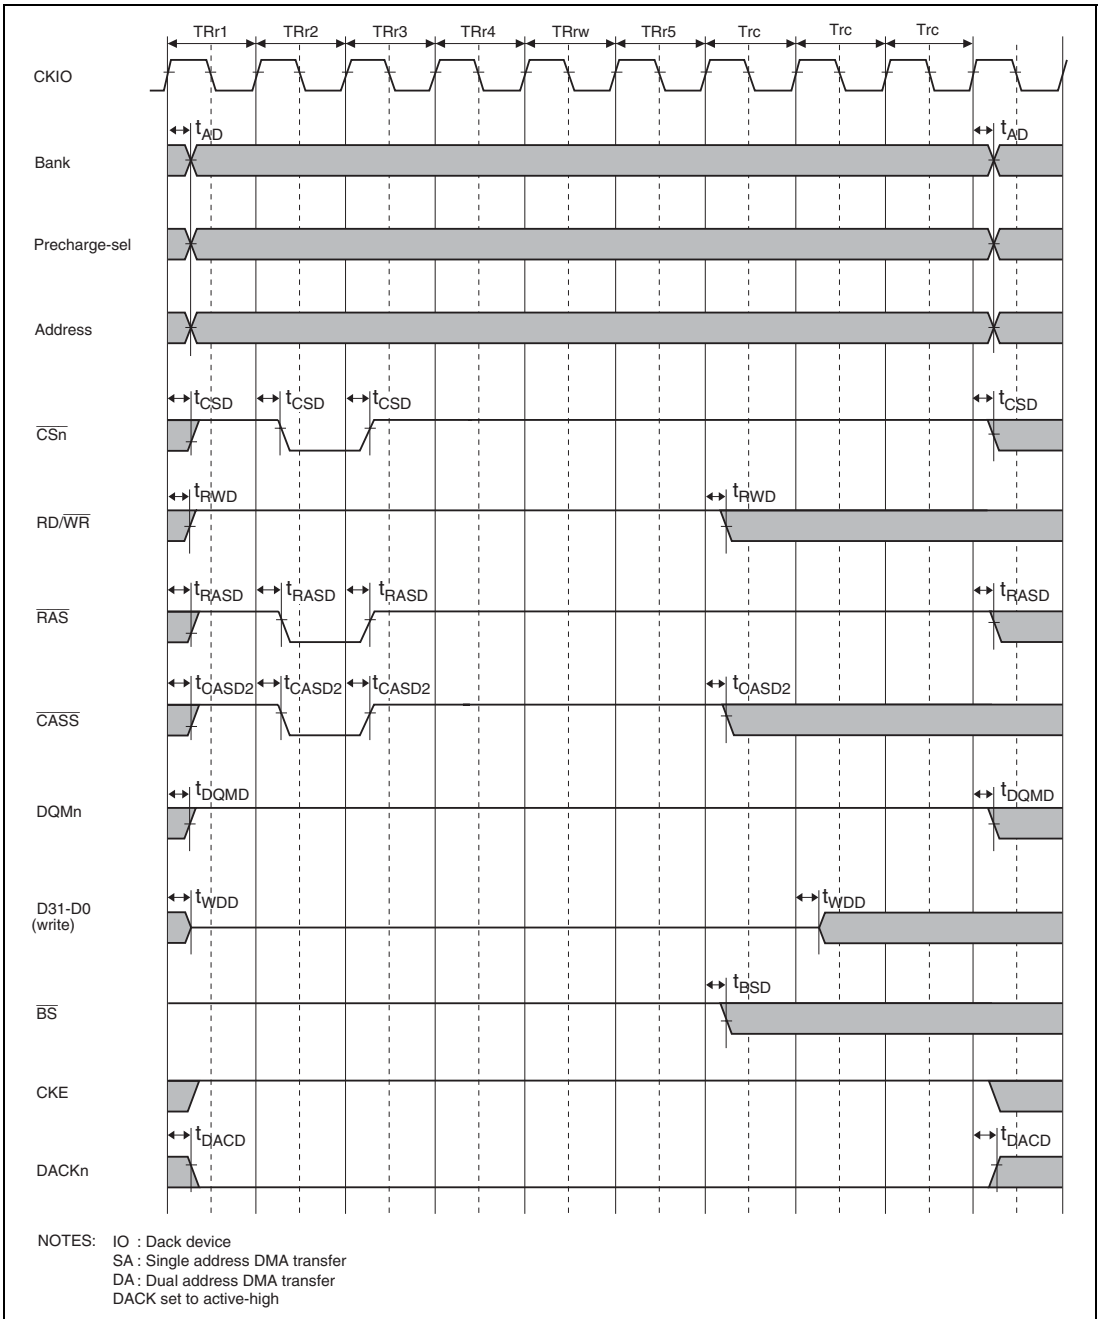 TRr1 TRr2 TRr3 TRr4 TRrw TRr5 Trc Trc Trc
CKIO
tAD tAD
Bank
Precharge-sel
Address
tCSD tCSD tCSD tCSD
CSn
tRWD tRWD
RD/WR
tRASD tRASD tRASD tRASD
RAS
tCASD2 tCASD2 tCASD2 tCASD2
CASS
tDQMD tDQMD
DQMn
tWDD tWDD
D31-D0
(write)
tBSD
BS
CKE
tDACD tDACD
DACKn
NOTES: IO : Dack device
SA : Single address DMA transfer
DA : Dual address DMA transfer
DACK set to active-high